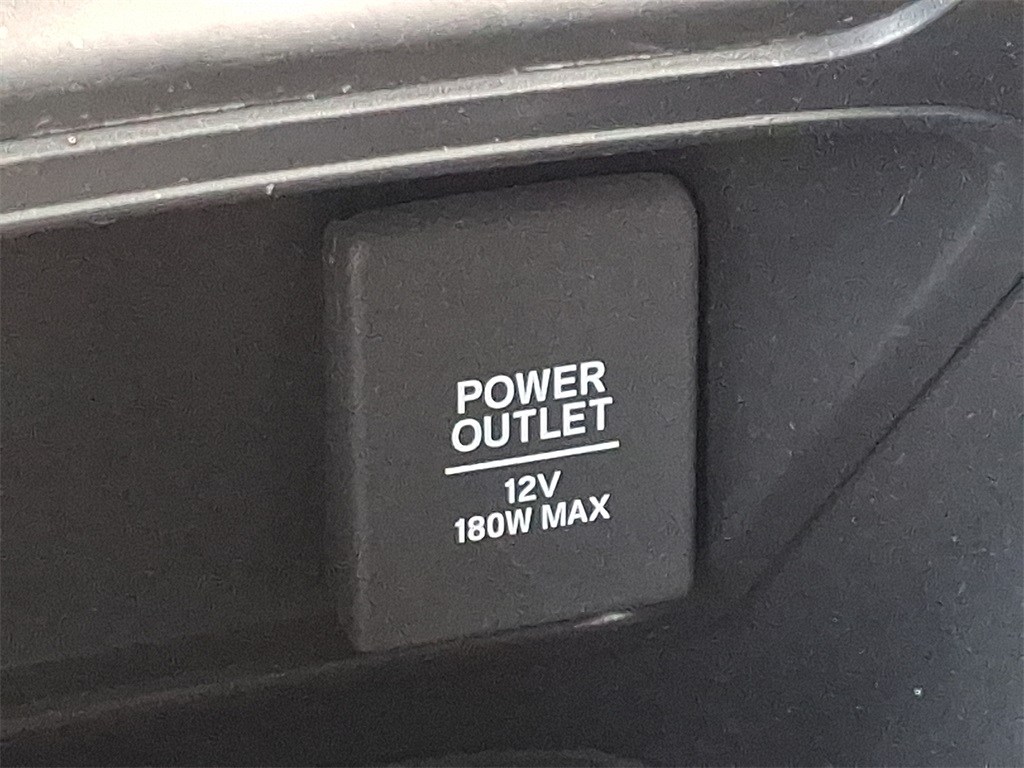 POWER
OUTLET
12V
180W MAX